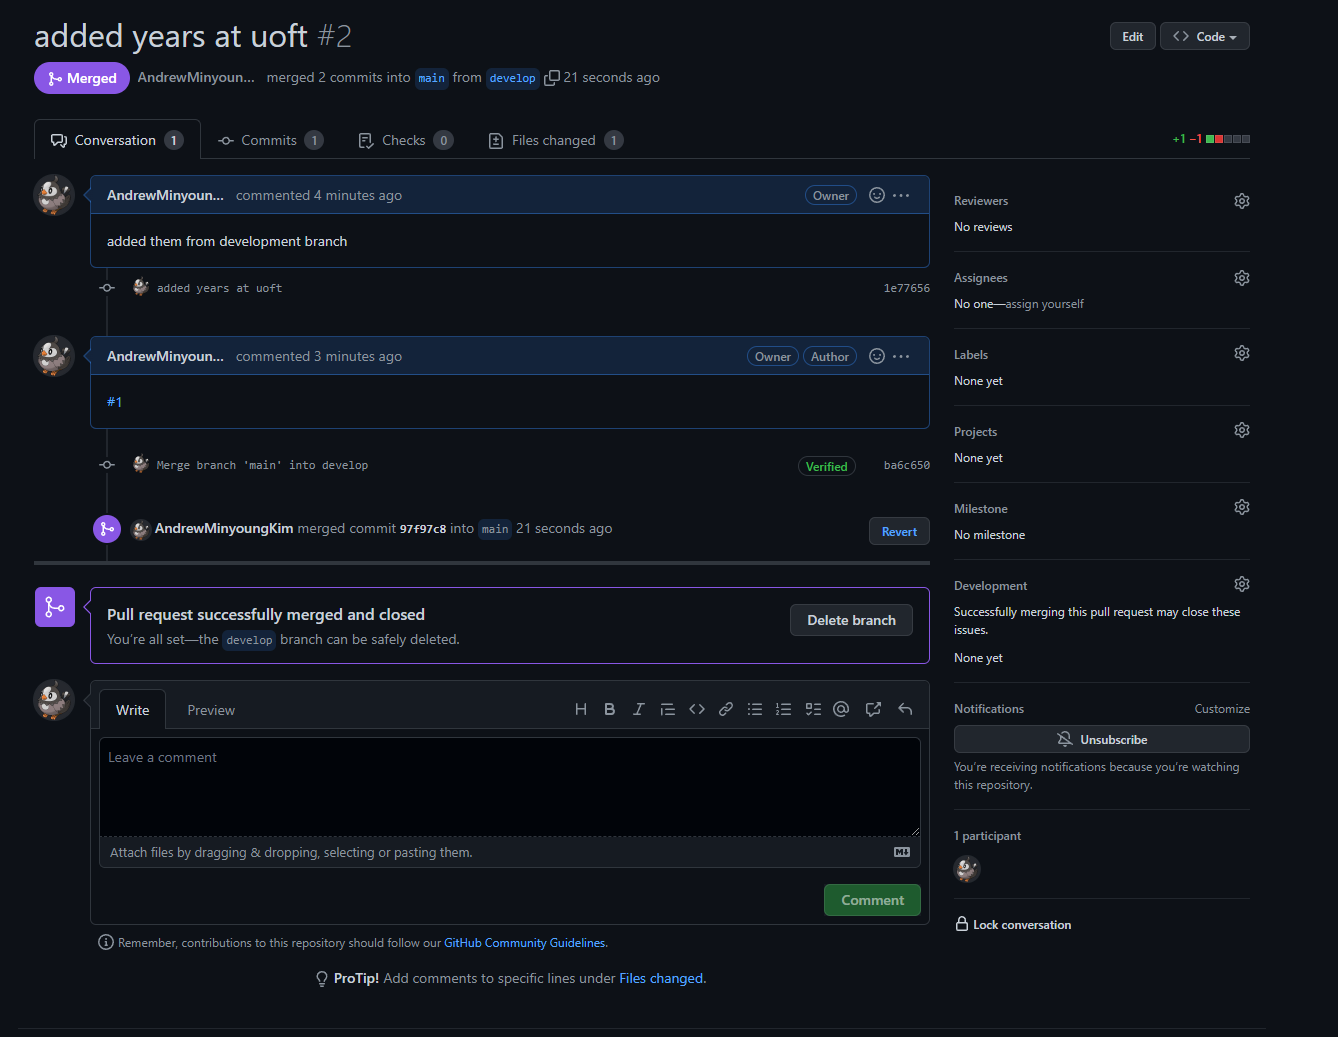 added years at uoft #2
Edit
Code
Merged AndrewMinyoun... merged 2 commits into main from develop 21 seconds ago
Conversation 1 Commits 1 Checks 0 Files changed 1
+1 −1
AndrewMinyoun... commented 4 minutes ago Owner
added them from development branch
added years at uoft 1e77656
AndrewMinyoun... commented 3 minutes ago Owner Author
#1
Merge branch 'main' into develop Verified ba6c650
AndrewMinyoungKim merged commit 97f97c8 into main 21 seconds ago Revert
Pull request successfully merged and closed
You're all set—the develop branch can be safely deleted.
Delete branch
Write Preview
H B I
Leave a comment
Attach files by dragging & dropping, selecting or pasting them.
Comment
Remember, contributions to this repository should follow our GitHub Community Guidelines.
ProTip! Add comments to specific lines under Files changed.
Reviewers
No reviews
Assignees
No one—assign yourself
Labels
None yet
Projects
None yet
Milestone
No milestone
Development
Successfully merging this pull request may close these
issues.
None yet
Notifications Customize
Unsubscribe
You're receiving notifications because you're watching
this repository.
1 participant
Lock conversation